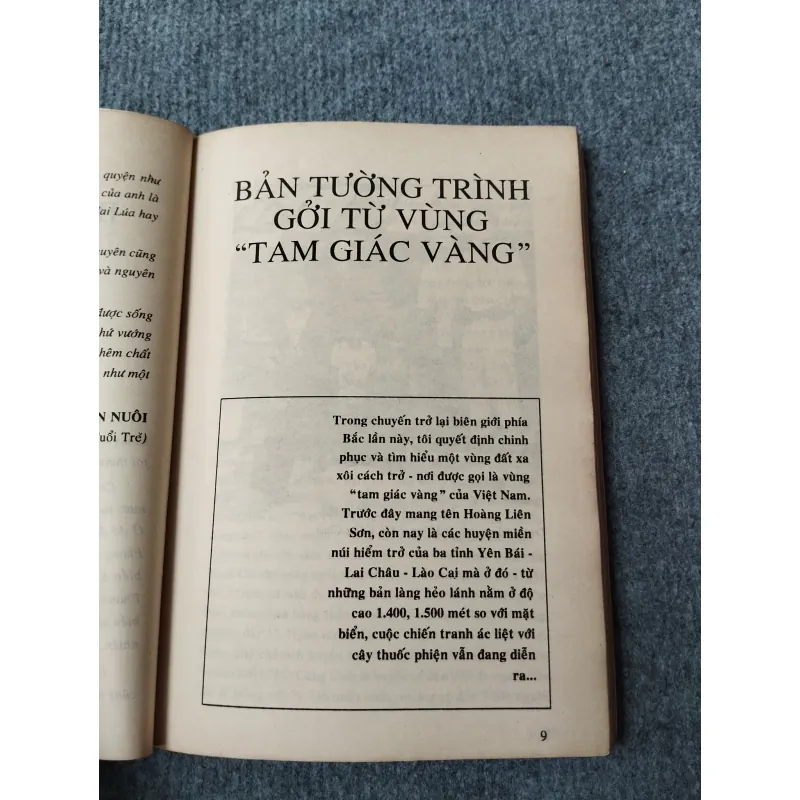 quyện như
của anh là
Hai Lúa hay
uyên cũng
và nguyên
được sống
thứ vướng
thêm chất
như một
N NUÔI
Tuổi Trẻ)
BẢN TƯỜNG TRÌNH
GỞI TỪ VÙNG
“TAM GIÁC VÀNG”
Trong chuyến trở lại biên giới phía
Bắc lần này, tôi quyết định chinh
phục và tìm hiểu một vùng đất xa
xôi cách trở - nơi được gọi là vùng
“tam giác vàng” của Việt Nam.
Trước đây mang tên Hoàng Liên
Sơn, còn nay là các huyện miền
núi hiểm trở của ba tỉnh Yên Bái -
Lai Châu - Lào Cai mà ở đó - từ
những bản làng hẻo lánh nằm ở độ
cao 1.400, 1.500 mét so với mặt
biển, cuộc chiến tranh ác liệt với
cây thuốc phiện vẫn đang diễn
ra...
9